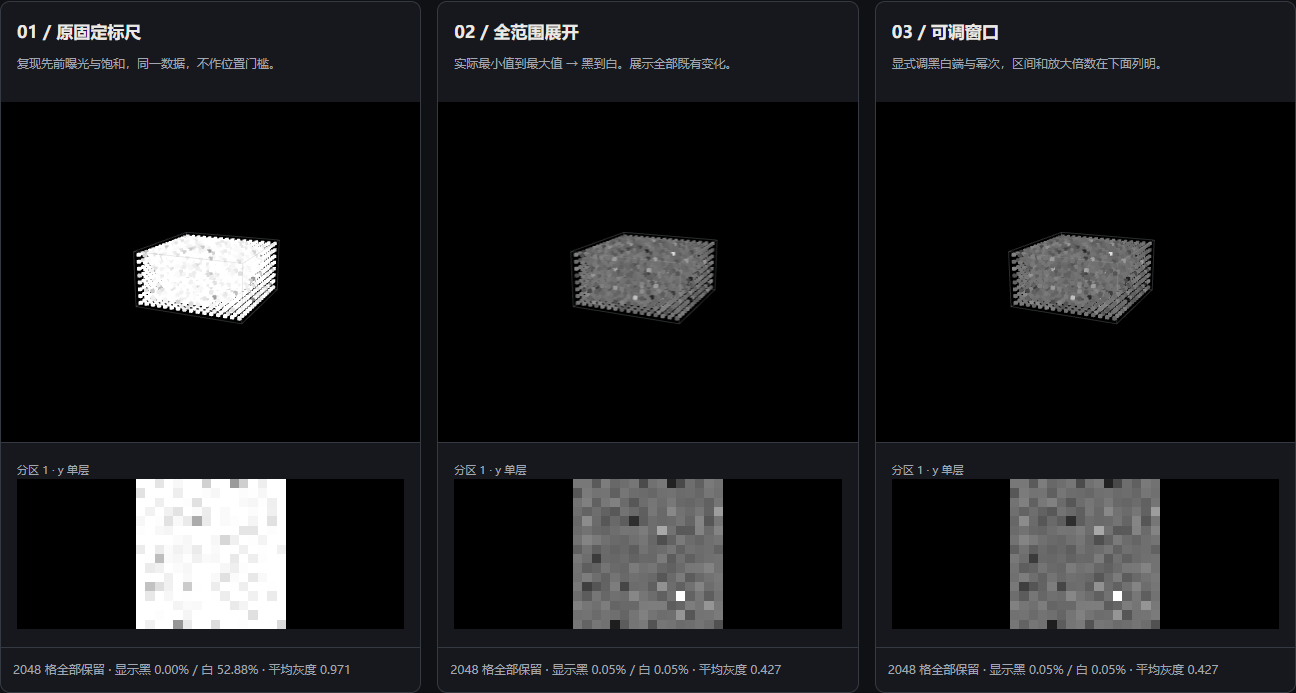 01 / 原固定标尺
复现先前曝光与饱和，同一数据，不作位置门槛。
分区 1 · y 单层
2048 格全部保留 · 显示黑 0.00% / 白 52.88% · 平均灰度 0.971
02 / 全范围展开
实际最小值到最大值 → 黑到白。展示全部既有变化。
分区 1 · y 单层
2048 格全部保留 · 显示黑 0.05% / 白 0.05% · 平均灰度 0.427
03 / 可调窗口
显式调黑白端与幂次，区间和放大倍数在下面列明。
分区 1 · y 单层
2048 格全部保留 · 显示黑 0.05% / 白 0.05% · 平均灰度 0.427